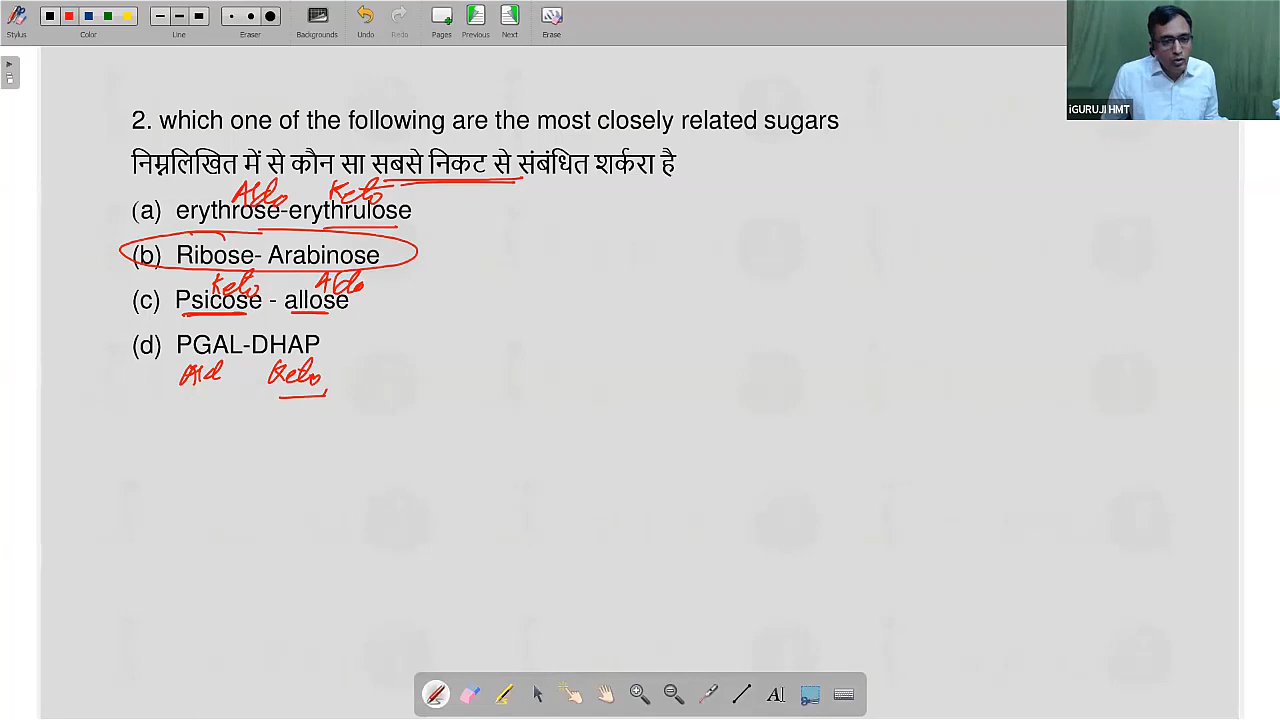 Stylus
Color
Line
Eraser
Backgrounds
Undo
Redo
Pages
Previous
Next
Erase
iGURUJI HMT
2. which one of the following are the most closely related sugars
निम्नलिखित में से कौन सा सबसे निकट से संबंधित शर्करा है
Aldo Keto
(a) erythrose-erythrulose
(b) Ribose- Arabinose
Keto Aldo
(c) Psicose - allose
(d) PGAL-DHAP
Ald Keto